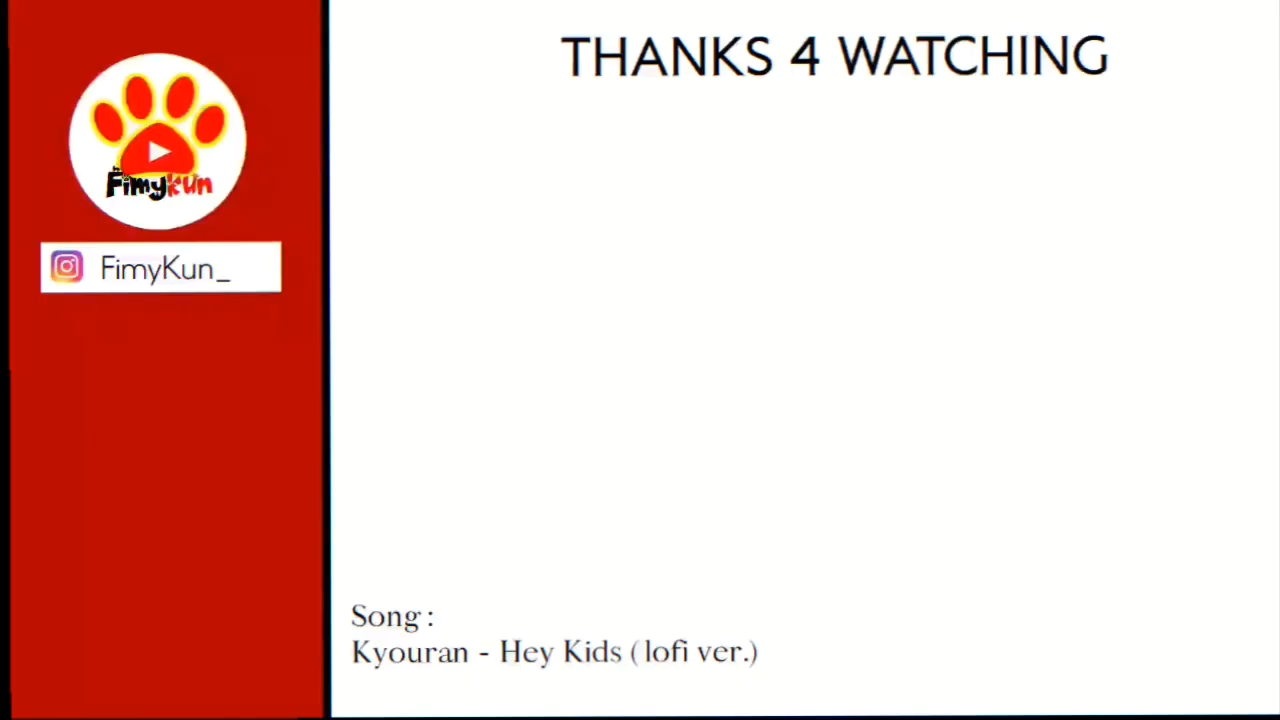 THANKS 4 WATCHING
FimyKun
FimyKun_
Song :
Kyouran - Hey Kids ( lofi ver.)